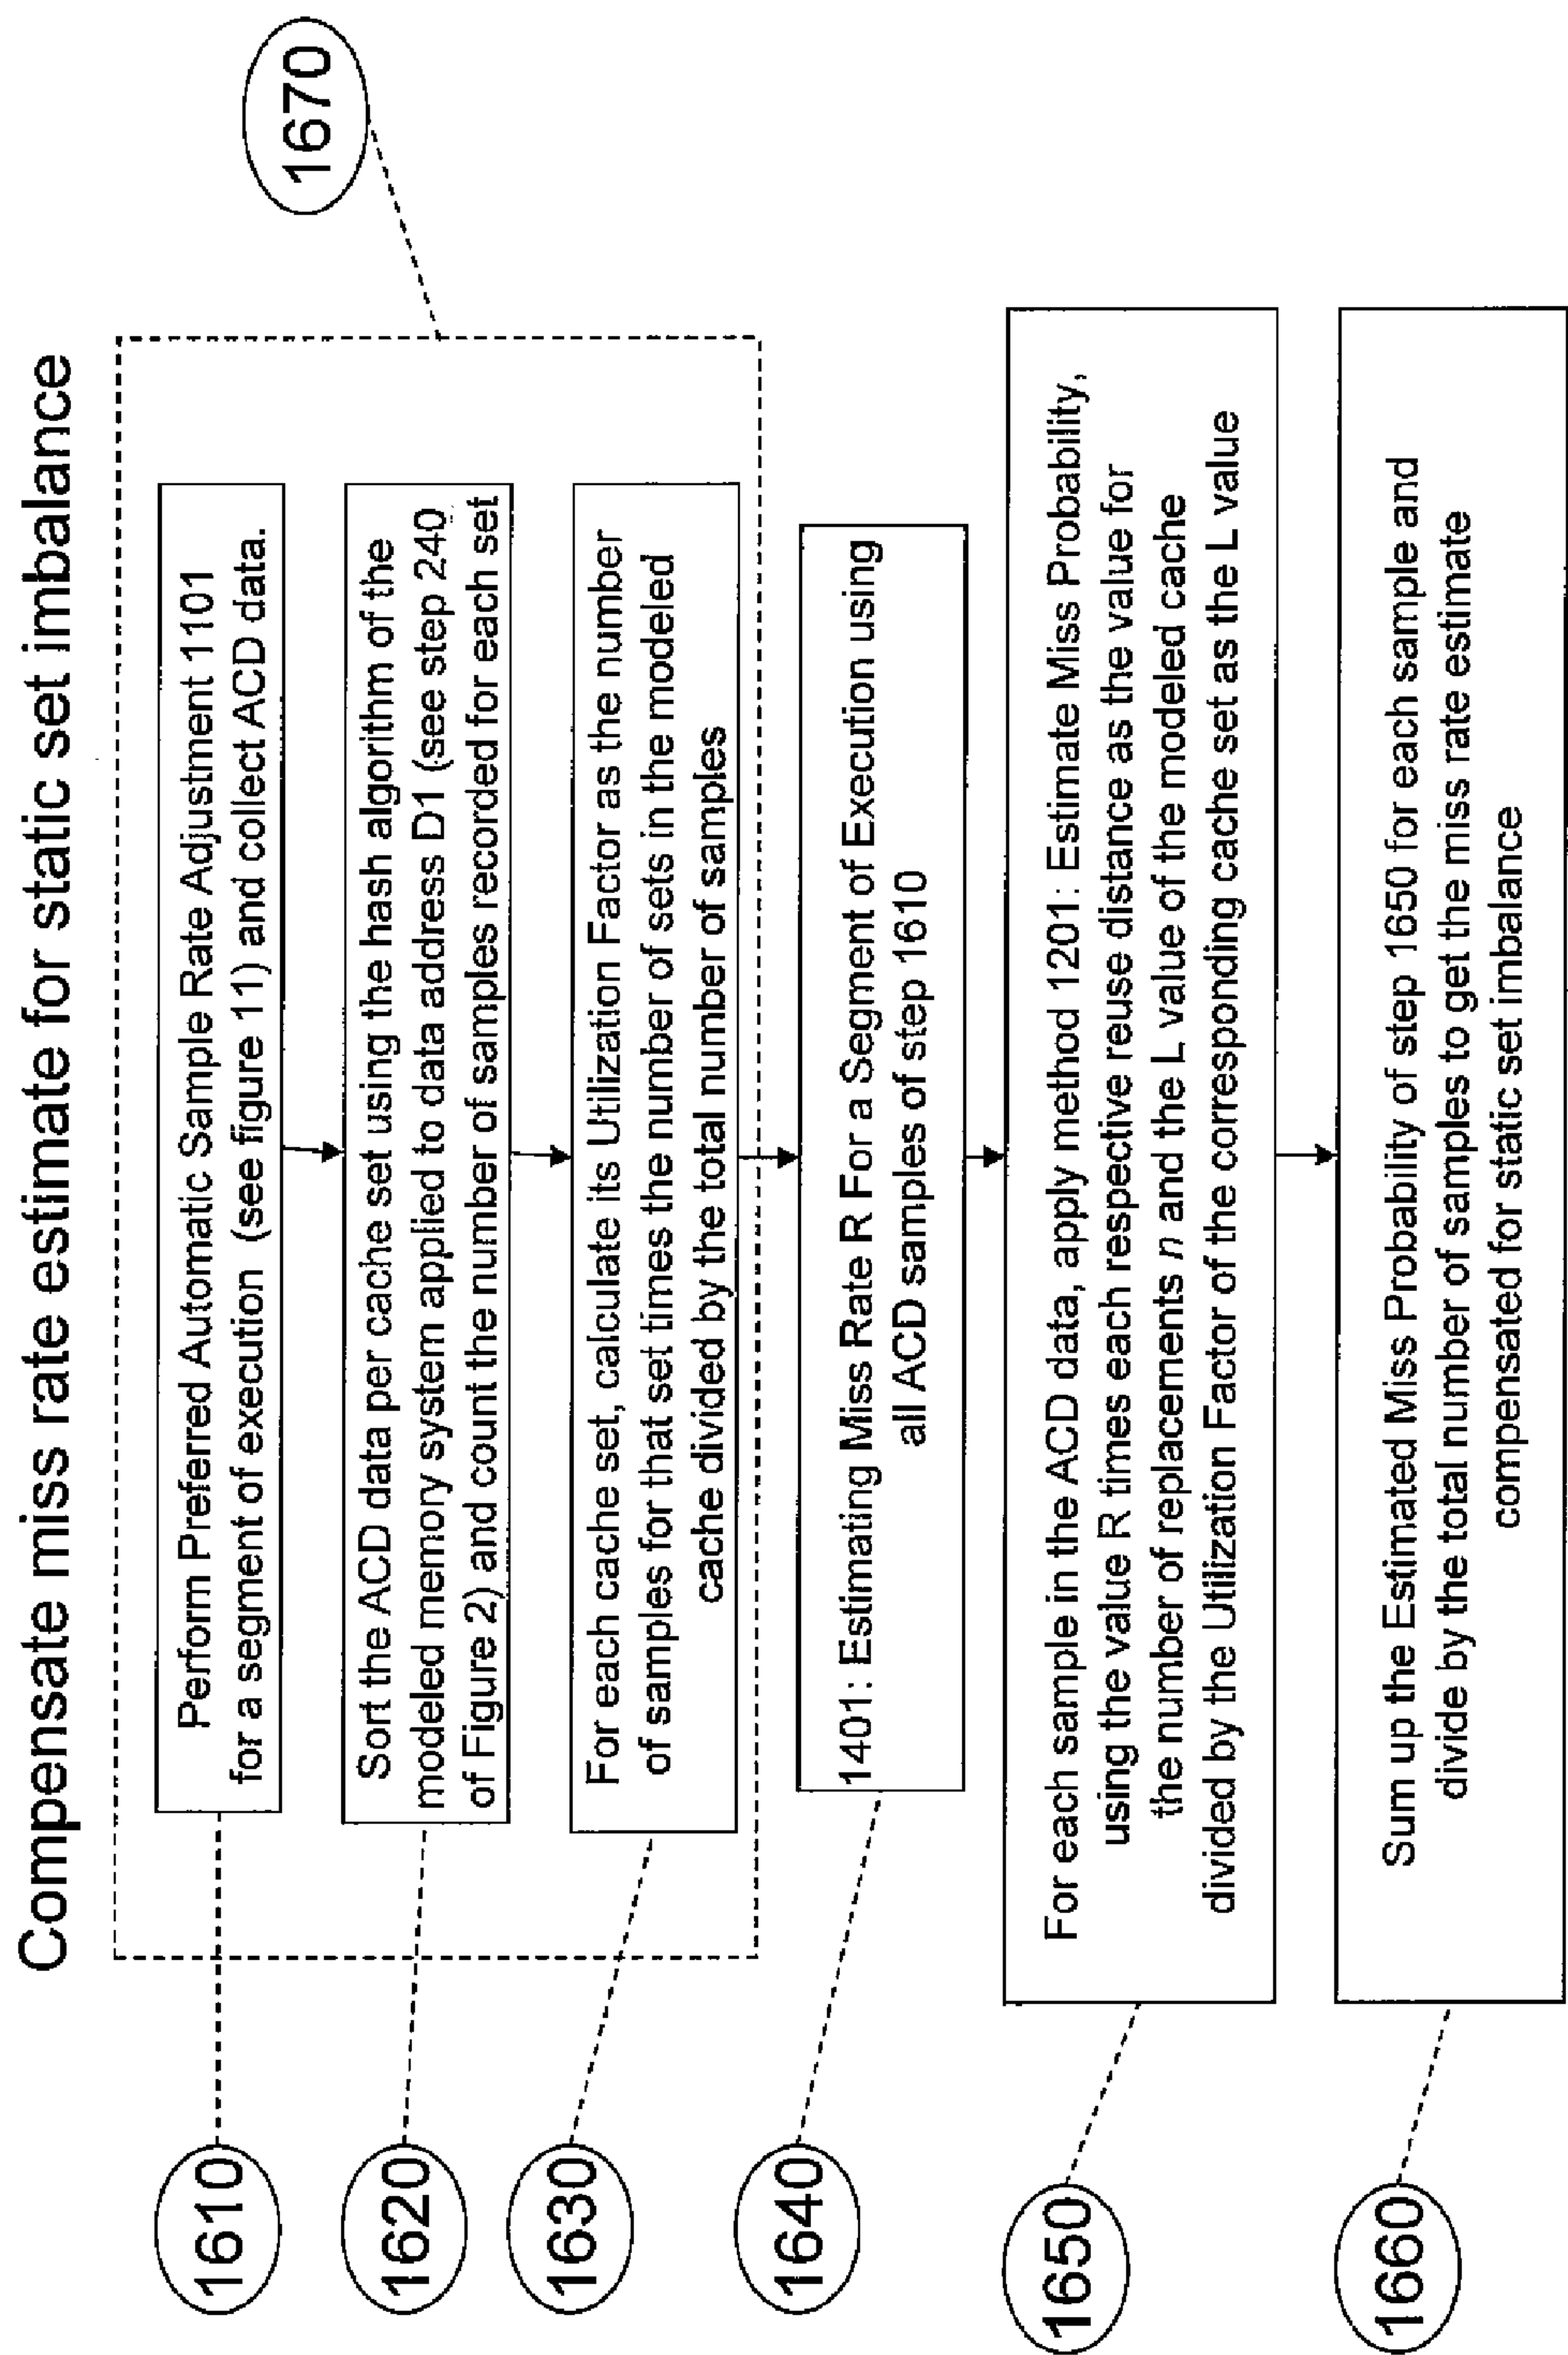 Compensate miss rate estimate for static set imbalance
1670
1610
Perform Preferred Automatic Sample Rate Adjustment 1101
for a segment of execution (see figure 11) and collect ACD data.
1620
Sort the ACD data per cache set using the hash algorithm of the
modeled memory system applied to data address D1 (see step 240
of Figure 2) and count the number of samples recorded for each set
1630
For each cache set, calculate its Utilization Factor as the number
of samples for that set times the number of sets in the modeled
cache divided by the total number of samples
1640
1401: Estimating Miss Rate R For a Segment of Execution using
all ACD samples of step 1610
1650
For each sample in the ACD data, apply method 1201: Estimate Miss Probability,
using the value R times each respective reuse distance as the value for
the number of replacements n and the L value of the modeled cache
divided by the Utilization Factor of the corresponding cache set as the L value
1660
Sum up the Estimated Miss Probability of step 1650 for each sample and
divide by the total number of samples to get the miss rate estimate
compensated for static set imbalance